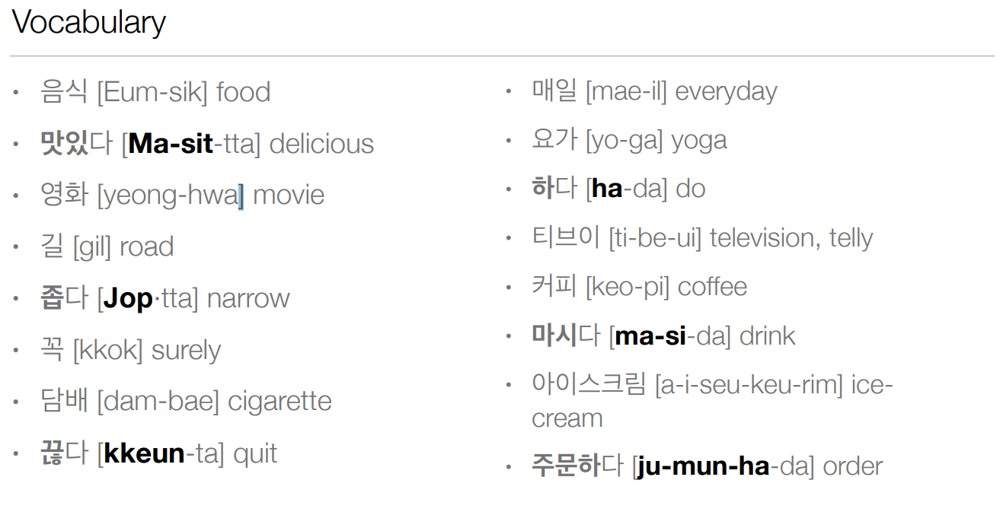 Vocabulary
• 음식 [Eum-sik] food
• 맛있다 [Ma-sit-tta] delicious
• 영화 [yeong-hwa] movie
• 길 [gil] road
• 좁다 [Jop·tta] narrow
• 꼭 [kkok] surely
• 담배 [dam-bae] cigarette
• 끊다 [kkeun-ta] quit
• 매일 [mae-il] everyday
• 요가 [yo-ga] yoga
• 하다 [ha-da] do
• 티브이 [ti-be-ui] television, telly
• 커피 [keo-pi] coffee
• 마시다 [ma-si-da] drink
• 아이스크림 [a-i-seu-keu-rim] ice-
cream
• 주문하다 [ju-mun-ha-da] order